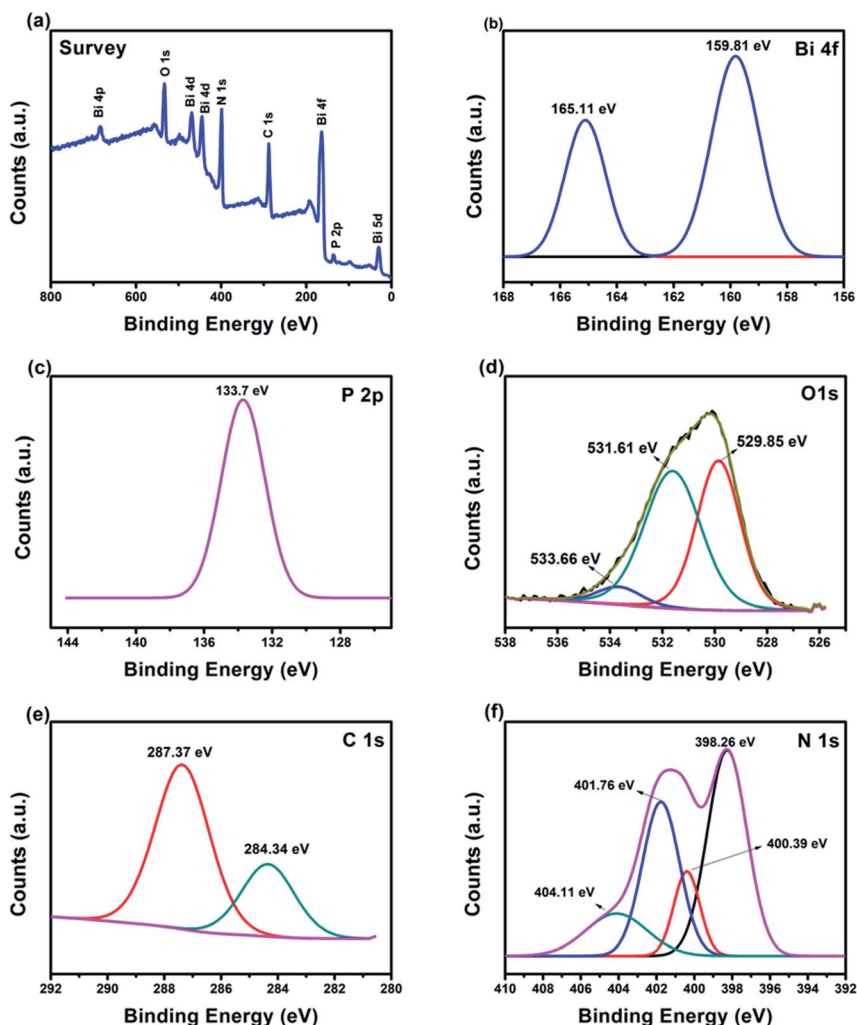 (a)
Survey
Bi 4p
O 1s
Bi 4d
Bi 4d
N 1s
C 1s
Bi 4f
P 2p
Bi 5d
Counts (a.u.)
800 600 400 200 0
Binding Energy (eV)
(b)
159.81 eV
Bi 4f
165.11 eV
Counts (a.u.)
168 166 164 162 160 158 156
Binding Energy (eV)
(c)
133.7 eV
P 2p
Counts (a.u.)
144 140 136 132 128
Binding Energy (eV)
(d)
O1s
531.61 eV
529.85 eV
533.66 eV
Counts (a.u.)
538 536 534 532 530 528 526
Binding Energy (eV)
(e)
C 1s
287.37 eV
284.34 eV
Counts (a.u.)
292 290 288 286 284 282 280
Binding Energy (eV)
(f)
398.26 eV
N 1s
401.76 eV
400.39 eV
404.11 eV
Counts (a.u.)
410 408 406 404 402 400 398 396 394 392
Binding Energy (eV)